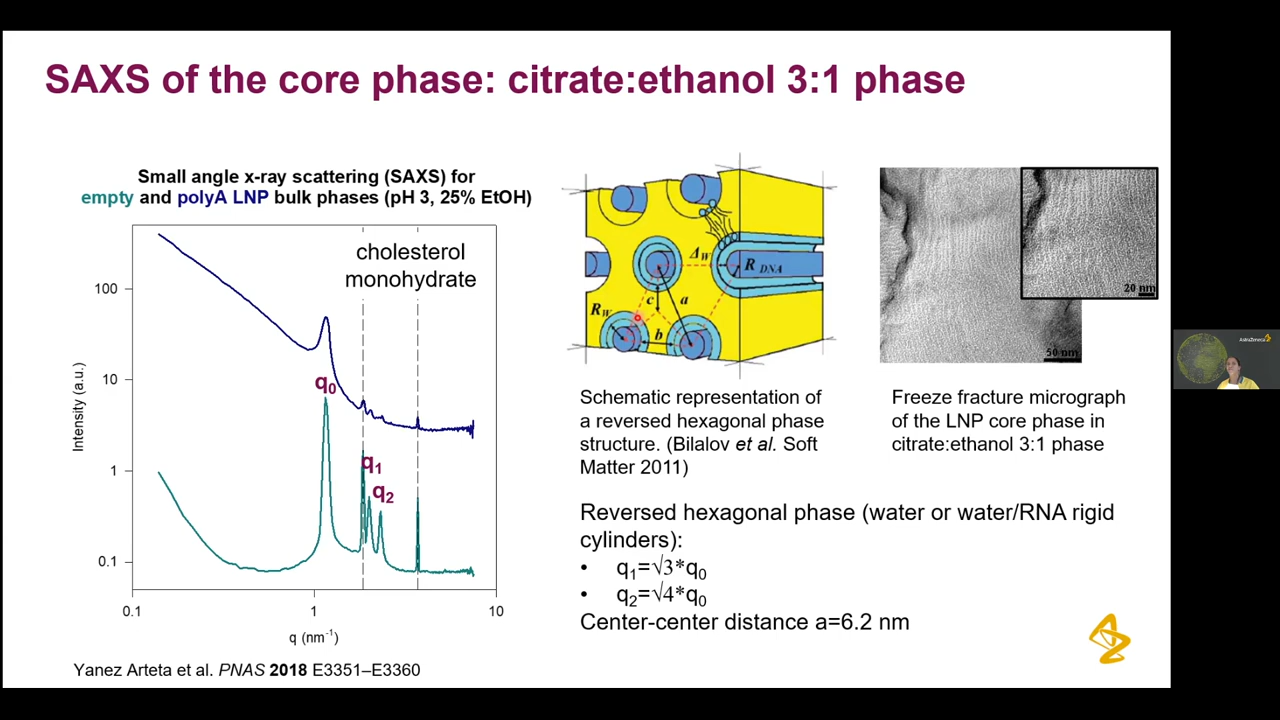 SAXS of the core phase: citrate:ethanol 3:1 phase
Small angle x-ray scattering (SAXS) for
empty and polyA LNP bulk phases (pH 3, 25% EtOH)
cholesterol
monohydrate
100
10
1
0.1
Intensity (a.u.)
q₀
q₁
q₂
0.1
1
10
q (nm⁻¹)
Yanez Arteta et al. PNAS 2018 E3351–E3360
Δ_W
R_DNA
R_W
c
a
b
Schematic representation of
a reversed hexagonal phase
structure. (Bilalov et al. Soft
Matter 2011)
20 nm
50 nm
Freeze fracture micrograph
of the LNP core phase in
citrate:ethanol 3:1 phase
Reversed hexagonal phase (water or water/RNA rigid
cylinders):
• q₁=√3*q₀
• q₂=√4*q₀
Center-center distance a=6.2 nm
AstraZeneca